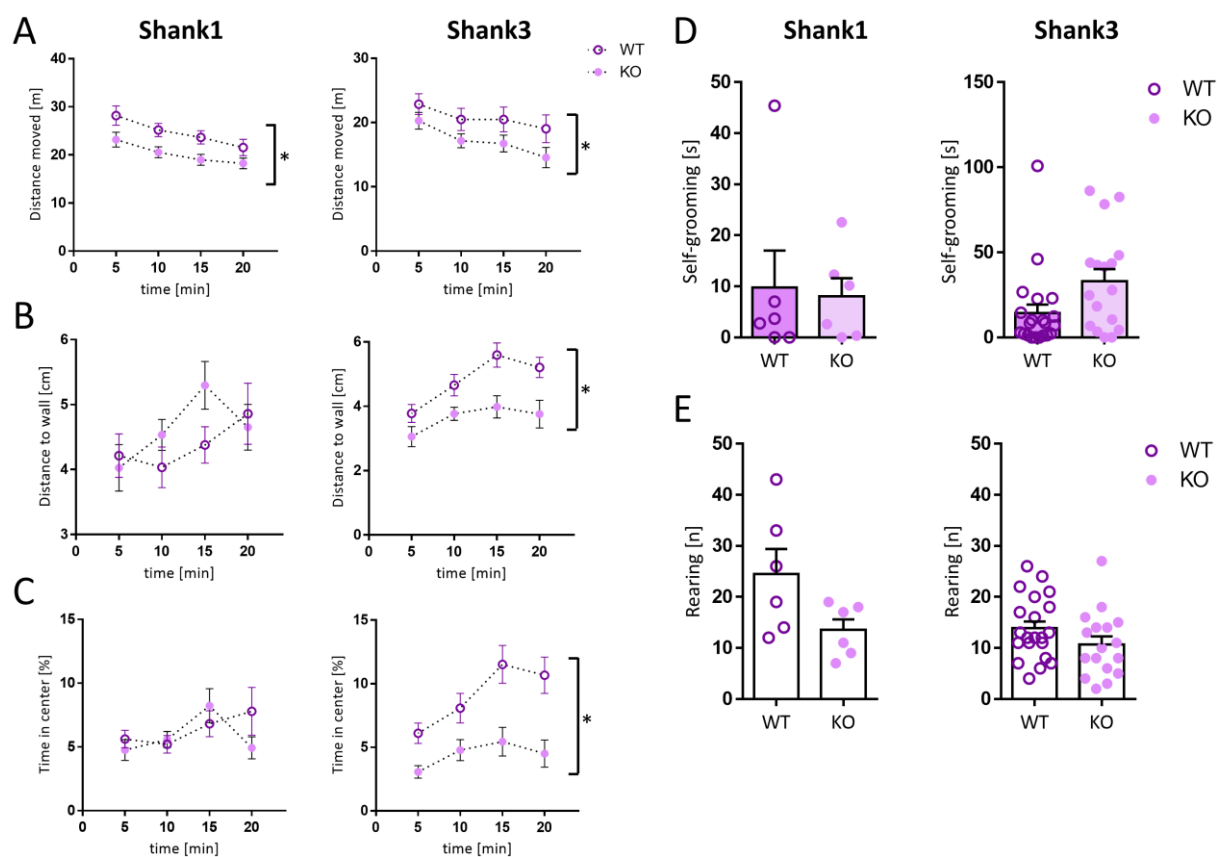 A
Shank1
Shank3
WT
KO
Distance moved [m]
40
30
20
10
0
0 5 10 15 20
time [min]
*
Distance moved [m]
30
20
10
0
0 5 10 15 20
time [min]
*
B
Distance to wall [cm]
6
5
4
3
0 5 10 15 20
time [min]
Distance to wall [cm]
6
4
2
0
0 5 10 15 20
time [min]
*
C
Time in center [%]
15
10
5
0
0 5 10 15 20
time [min]
Time in center [%]
15
10
5
0
0 5 10 15 20
time [min]
*
D
Shank1
Shank3
WT
KO
Self-grooming [s]
50
40
30
20
10
0
WT KO
Self-grooming [s]
150
100
50
0
WT KO
E
WT
KO
Rearing [n]
50
40
30
20
10
0
WT KO
Rearing [n]
50
40
30
20
10
0
WT KO